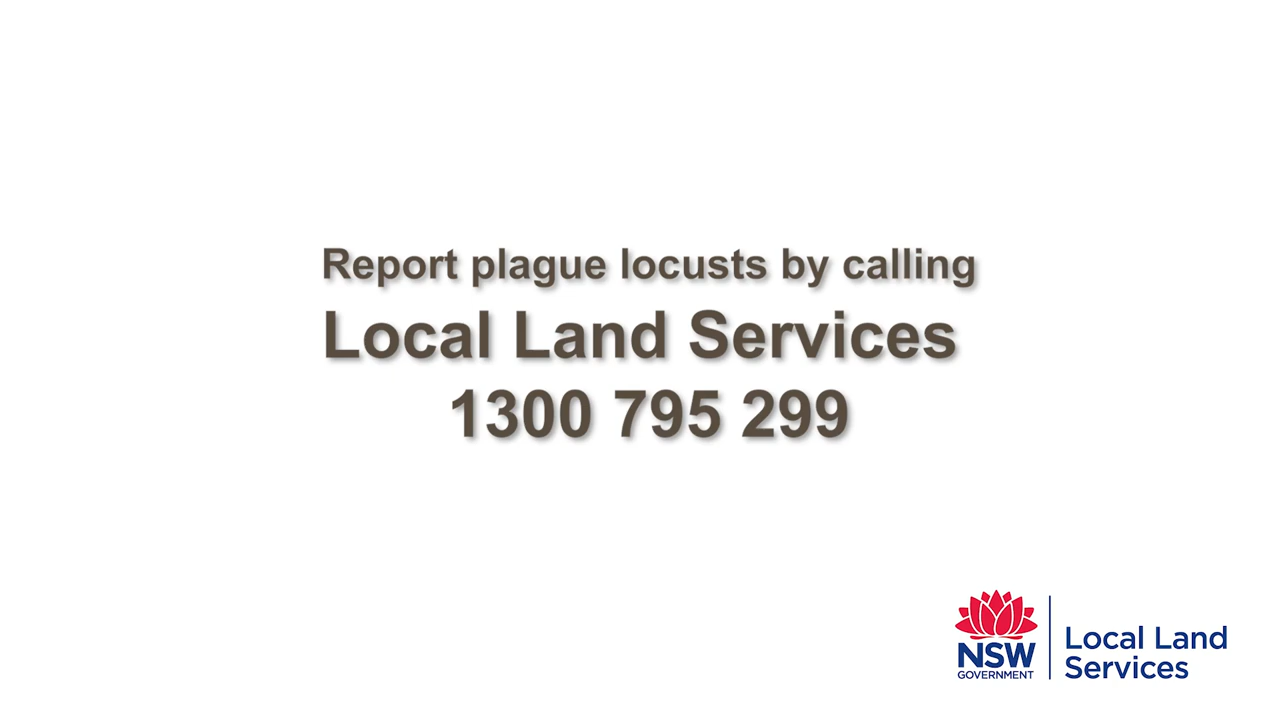 Report plague locusts by calling
Local Land Services
1300 795 299
NSW
GOVERNMENT
Local Land
Services